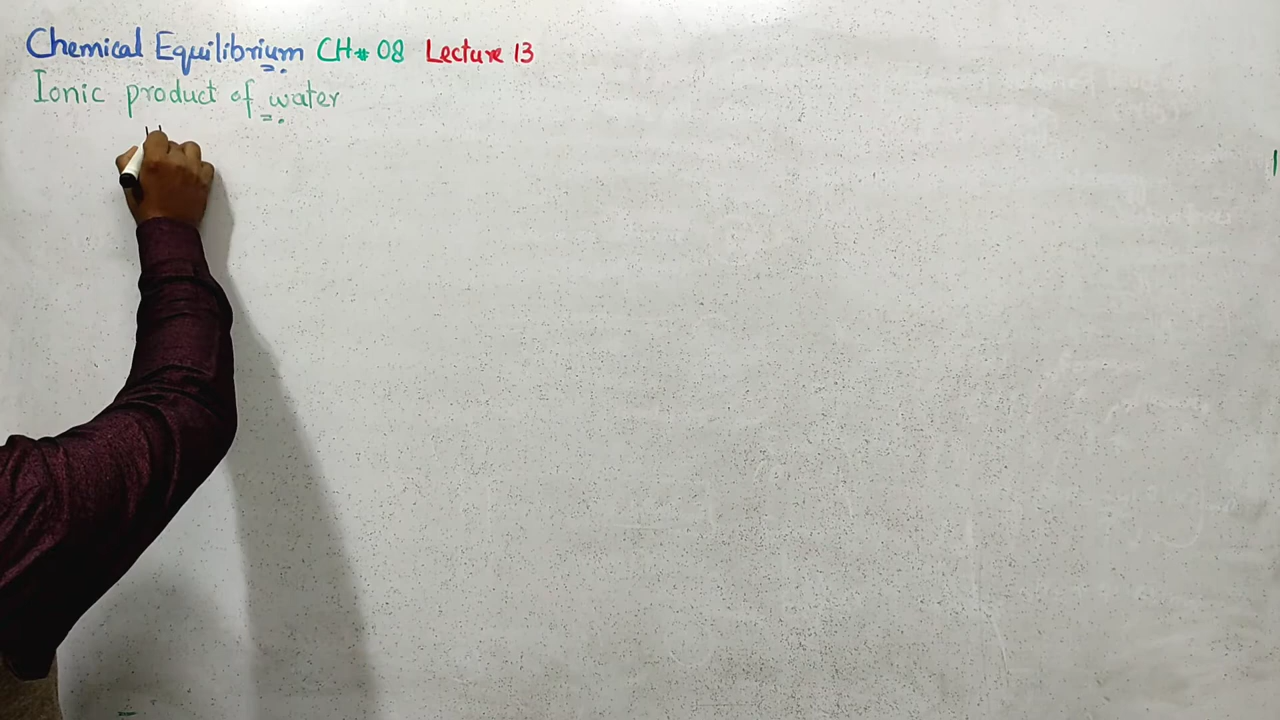 Chemical Equilibrium CH# 08 Lecture 13
Ionic product of water